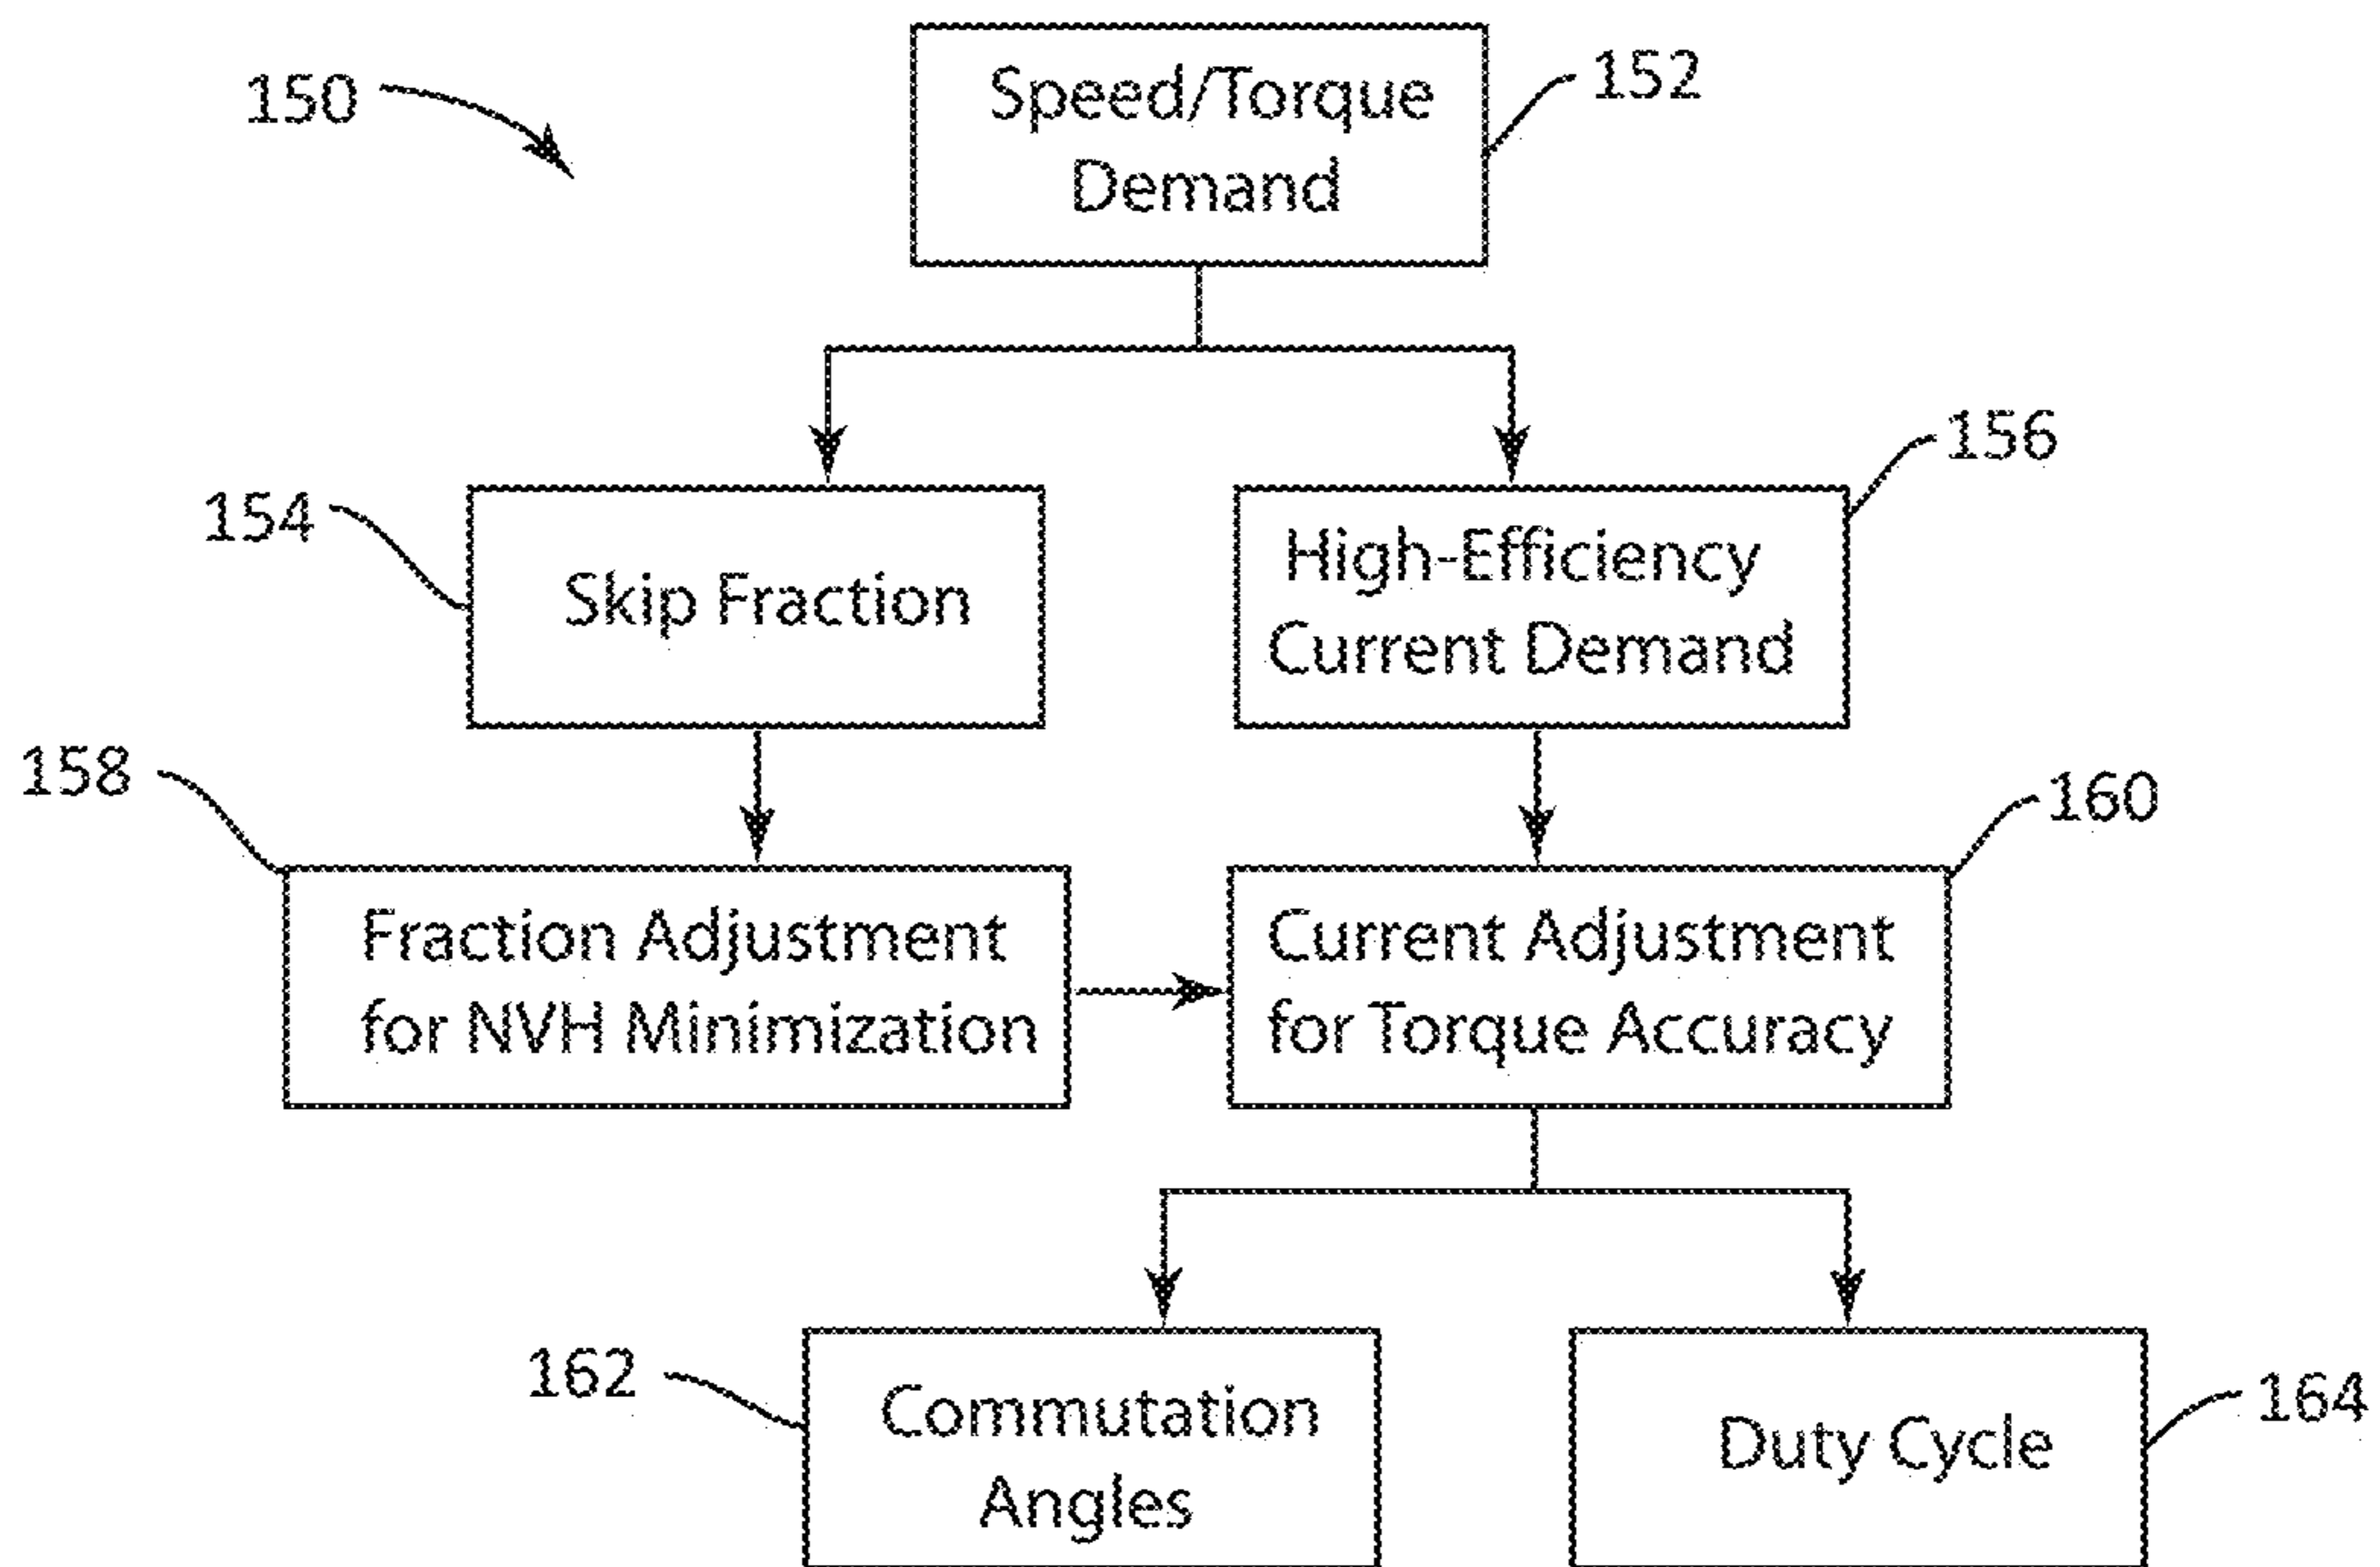 150
Speed/Torque
Demand
152
154
Skip Fraction
High-Efficiency
Current Demand
156
158
Fraction Adjustment
for NVH Minimization
Current Adjustment
for Torque Accuracy
160
162
Commutation
Angles
Duty Cycle
164